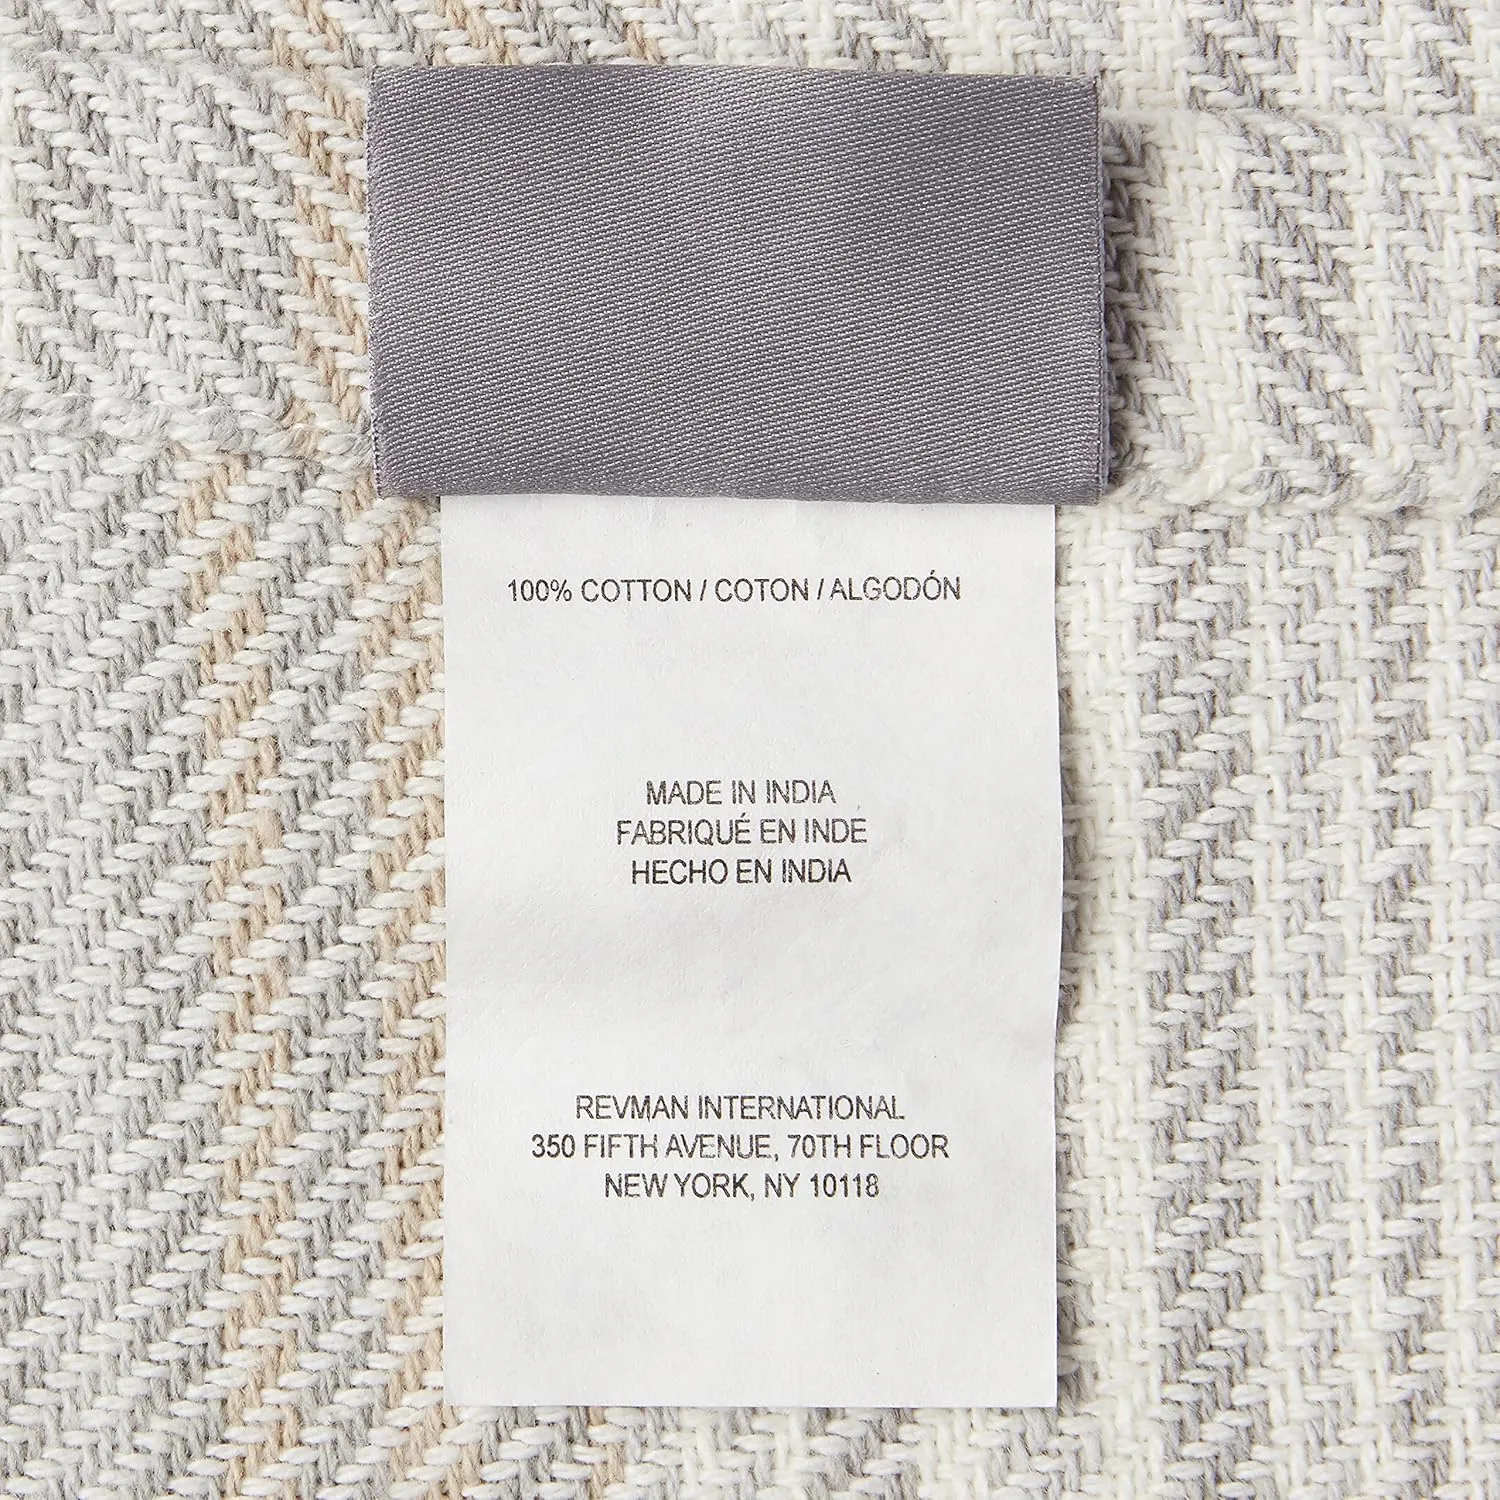 100% COTTON / COTON / ALGODÓN
MADE IN INDIA
FABRIQUÉ EN INDE
HECHO EN INDIA
REVMAN INTERNATIONAL
350 FIFTH AVENUE, 70TH FLOOR
NEW YORK, NY 10118